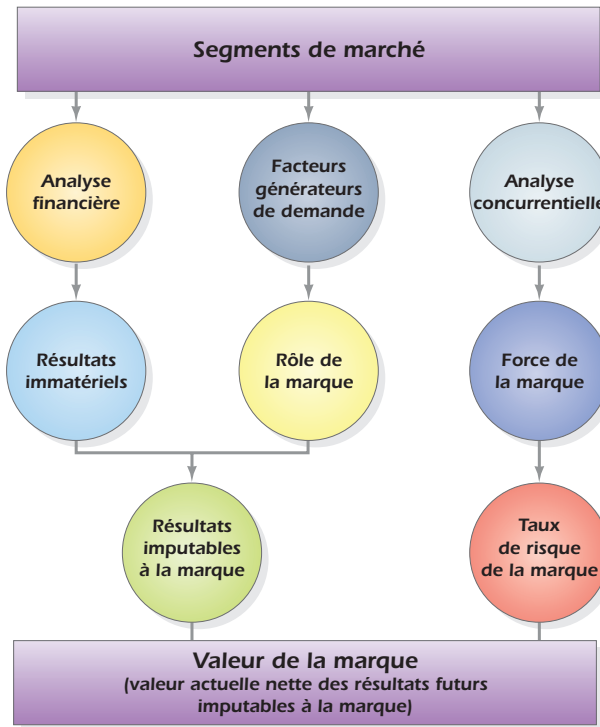 Segments de marché
Analyse
financière
Facteurs
générateurs
de demande
Analyse
concurrentielle
Résultats
immatériels
Rôle de
la marque
Force de
la marque
Résultats
imputables
à la marque
Taux
de risque
de la marque
Valeur de la marque
(valeur actuelle nette des résultats futurs
imputables à la marque)